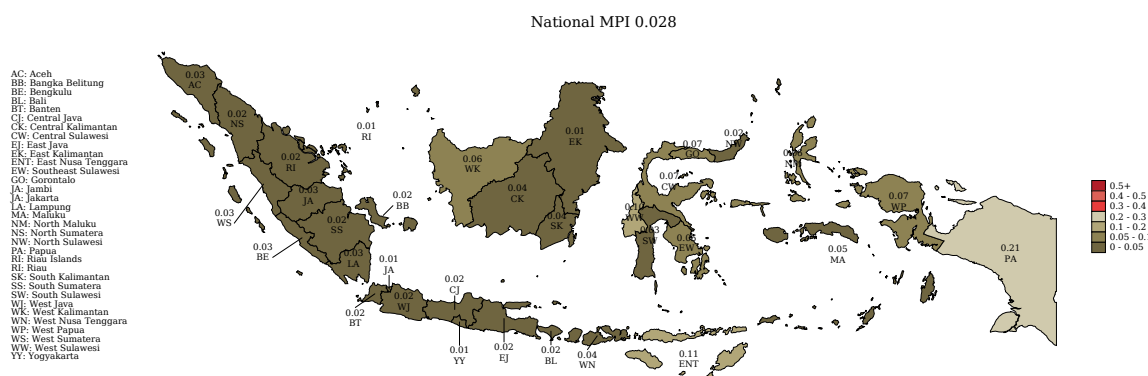 National MPI 0.028
AC: Aceh
BB: Bangka Belitung
BE: Bengkulu
BL: Bali
BT: Banten
CJ: Central Java
CK: Central Kalimantan
CW: Central Sulawesi
EJ: East Java
EK: East Kalimantan
ENT: East Nusa Tenggara
EW: Southeast Sulawesi
GO: Gorontalo
JA: Jambi
JA: Jakarta
LA: Lampung
MA: Maluku
NM: North Maluku
NS: North Sumatera
NW: North Sulawesi
PA: Papua
RI: Riau Islands
RI: Riau
SK: South Kalimantan
SS: South Sumatera
SW: South Sulawesi
WJ: West Java
WK: West Kalimantan
WN: West Nusa Tenggara
WP: West Papua
WS: West Sumatera
WW: West Sulawesi
YY: Yogyakarta
0.03
AC
0.02
NS
0.01
RI
0.02
RI
0.03
JA
0.02
BB
0.03
WS
0.02
SS
0.03
BE
0.03
LA
0.01
JA
0.02
BT
0.02
WJ
0.02
CJ
0.01
YY
0.02
EJ
0.02
BL
0.04
WN
0.11
ENT
0.06
WK
0.01
EK
0.04
CK
0.04
SK
0.07
GO
0.02
NW
0.07
CW
0.10
WW
0.03
SW
0.05
EW
NM
0.05
MA
0.07
WP
0.21
PA
0.5+
0.4 - 0.5
0.3 - 0.4
0.2 - 0.3
0.1 - 0.2
0.05 - 0.1
0 - 0.05